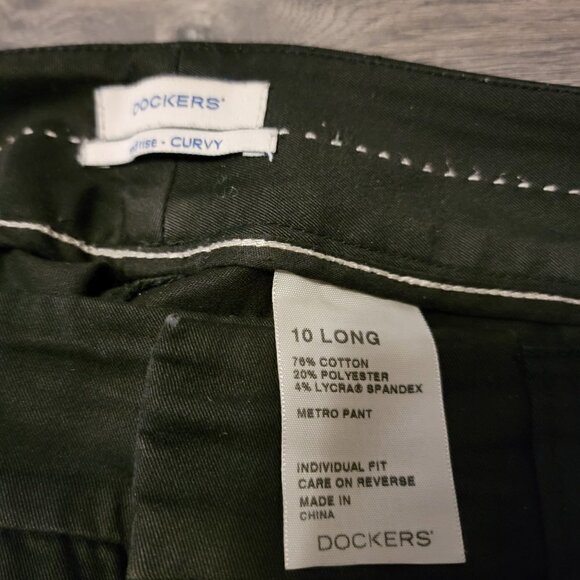 DOCKERS®
rise - CURVY
10 LONG
76% COTTON
20% POLYESTER
4% LYCRA® SPANDEX
METRO PANT
INDIVIDUAL FIT
CARE ON REVERSE
MADE IN
CHINA
DOCKERS®